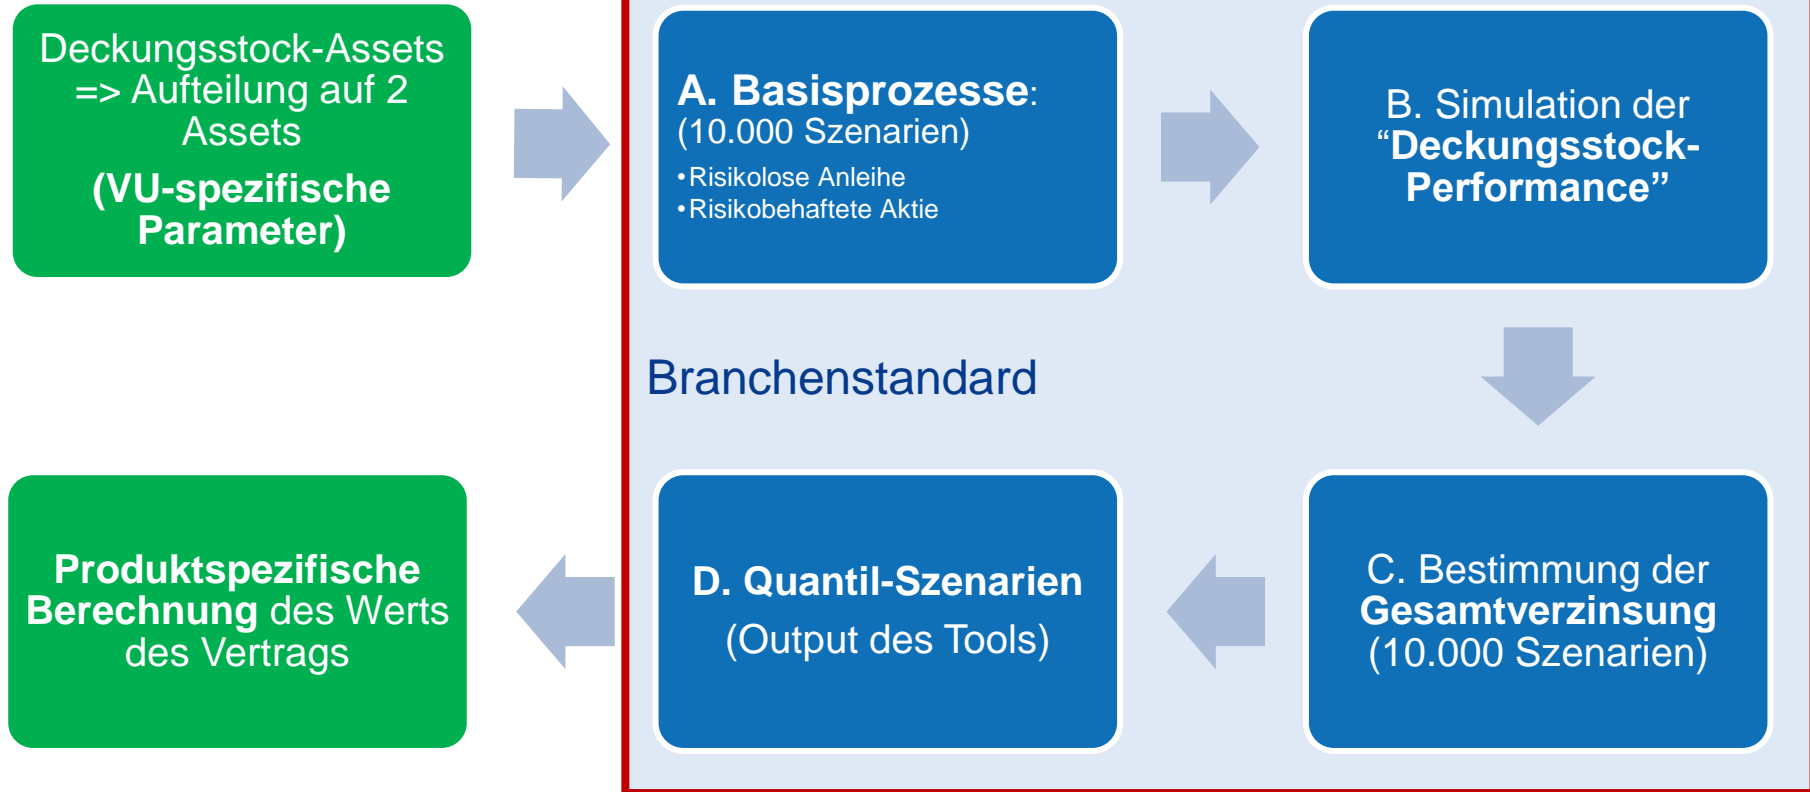 Deckungsstock-Assets
=> Aufteilung auf 2
Assets
(VU-spezifische
Parameter)
A. Basisprozesse:
(10.000 Szenarien)
•Risikolose Anleihe
•Risikobehaftete Aktie
B. Simulation der
“Deckungsstock-
Performance”
Branchenstandard
C. Bestimmung der
Gesamtverzinsung
(10.000 Szenarien)
D. Quantil-Szenarien
(Output des Tools)
Produktspezifische
Berechnung des Werts
des Vertrags